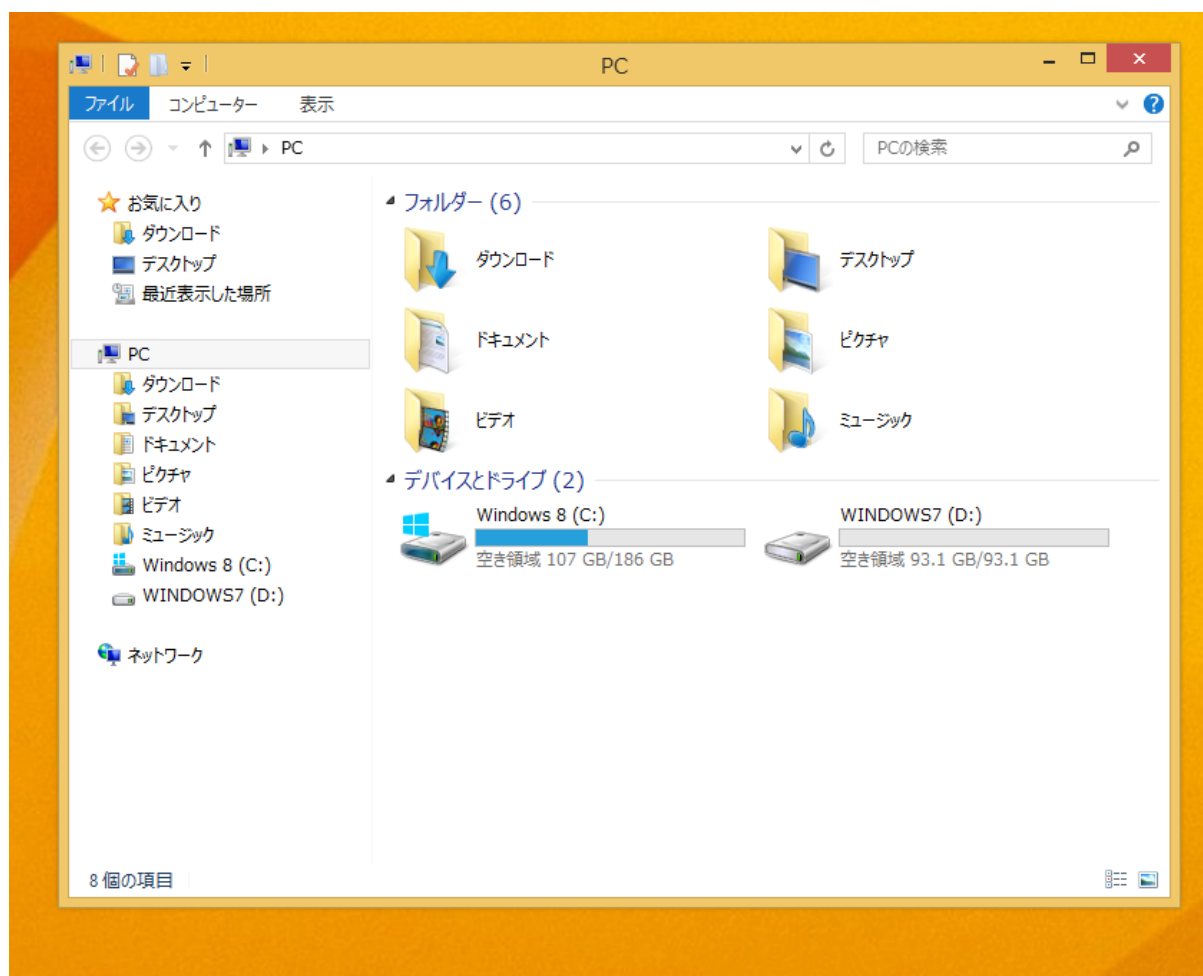 PC
ファイル コンピューター 表示
PC
PCの検索
お気に入り
ダウンロード
デスクトップ
最近表示した場所
PC
ダウンロード
デスクトップ
ドキュメント
ピクチャ
ビデオ
ミュージック
Windows 8 (C:)
WINDOWS7 (D:)
ネットワーク
フォルダー (6)
ダウンロード
デスクトップ
ドキュメント
ピクチャ
ビデオ
ミュージック
デバイスとドライブ (2)
Windows 8 (C:)
空き領域 107 GB/186 GB
WINDOWS7 (D:)
空き領域 93.1 GB/93.1 GB
8 個の項目